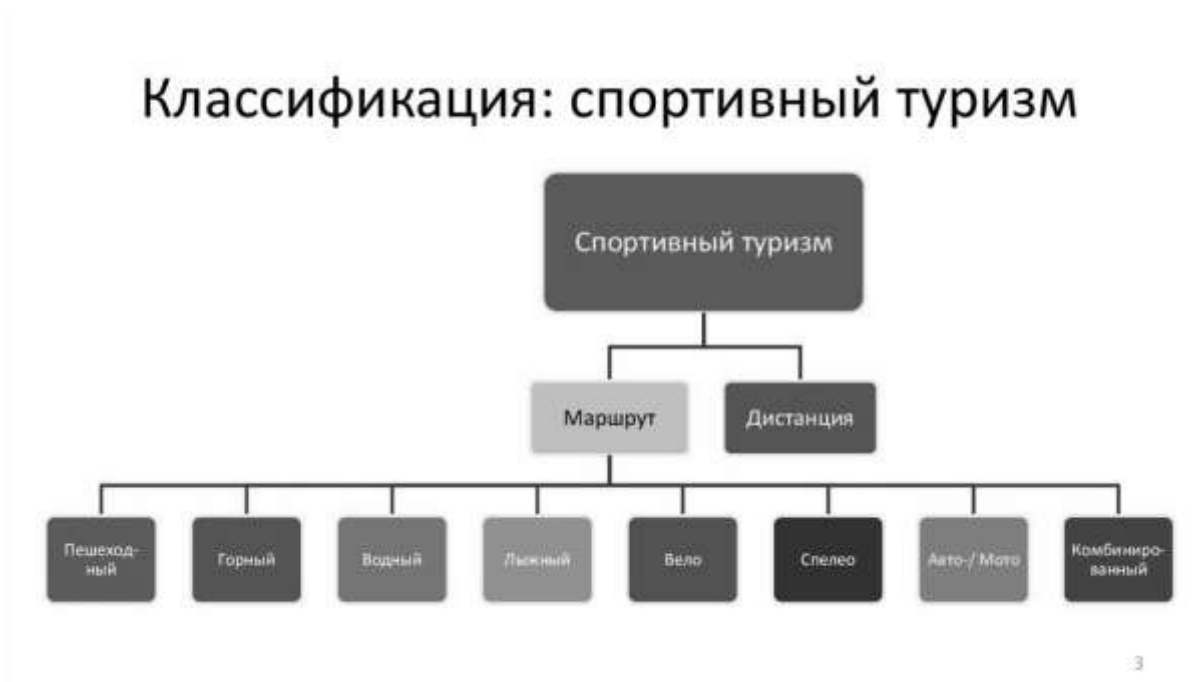 Классификация: спортивный туризм
Спортивный туризм
Маршрут
Дистанция
Пешеход-
ный
Горный
Водный
Лыжный
Вело
Спелео
Авто-/ Мото
Комбиниро-
ванный
3